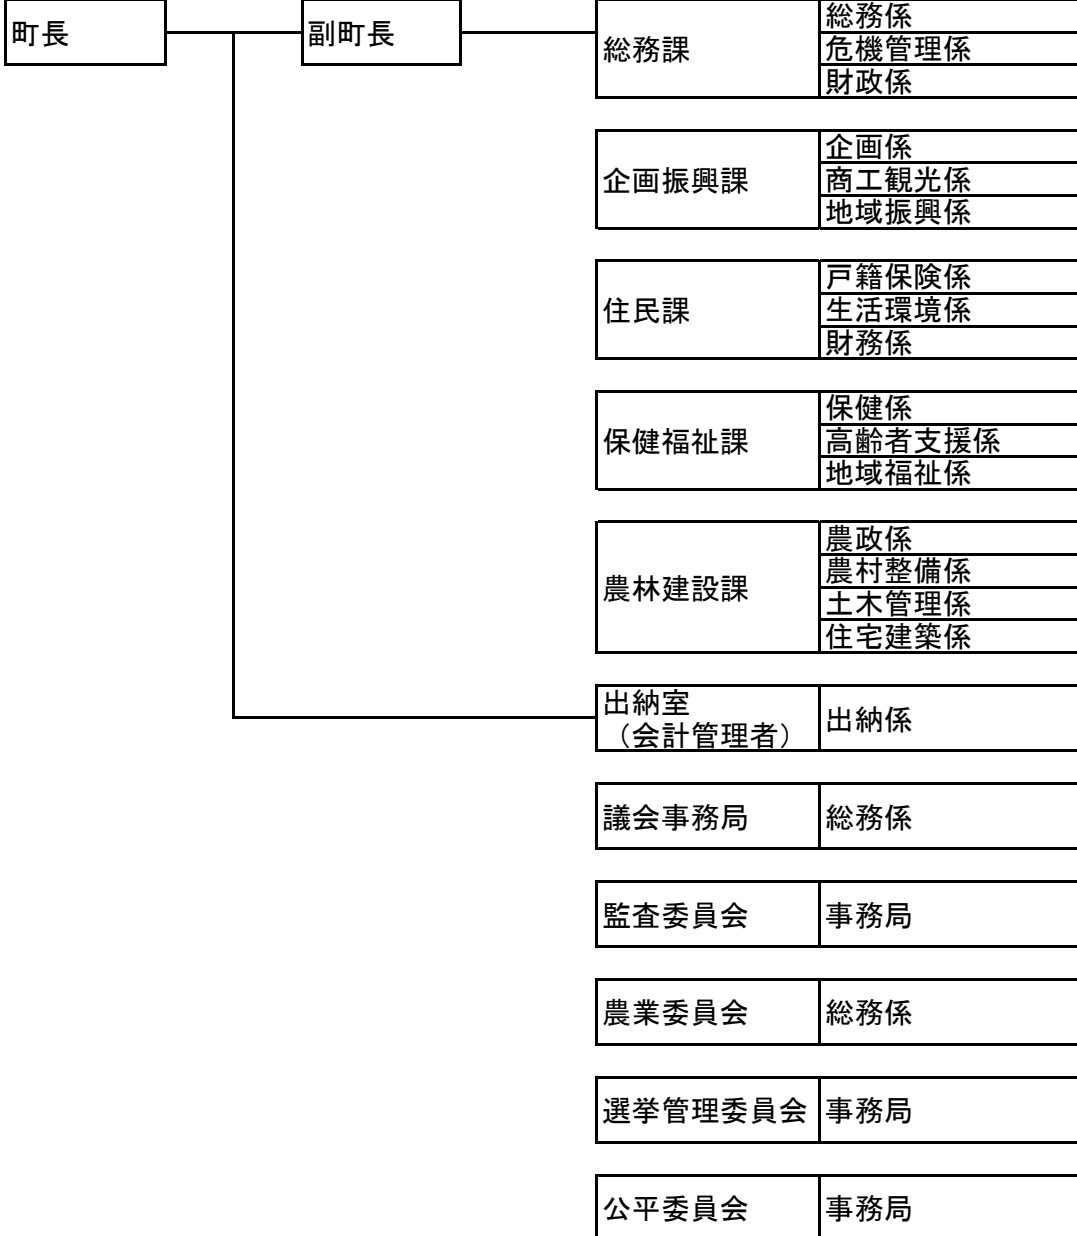 町長
副町長
総務課
総務係
危機管理係
財政係
企画振興課
企画係
商工観光係
地域振興係
住民課
戸籍保険係
生活環境係
財務係
保健福祉課
保健係
高齢者支援係
地域福祉係
農林建設課
農政係
農村整備係
土木管理係
住宅建築係
出納室
（会計管理者）
出納係
議会事務局
総務係
監査委員会
事務局
農業委員会
総務係
選挙管理委員会
事務局
公平委員会
事務局